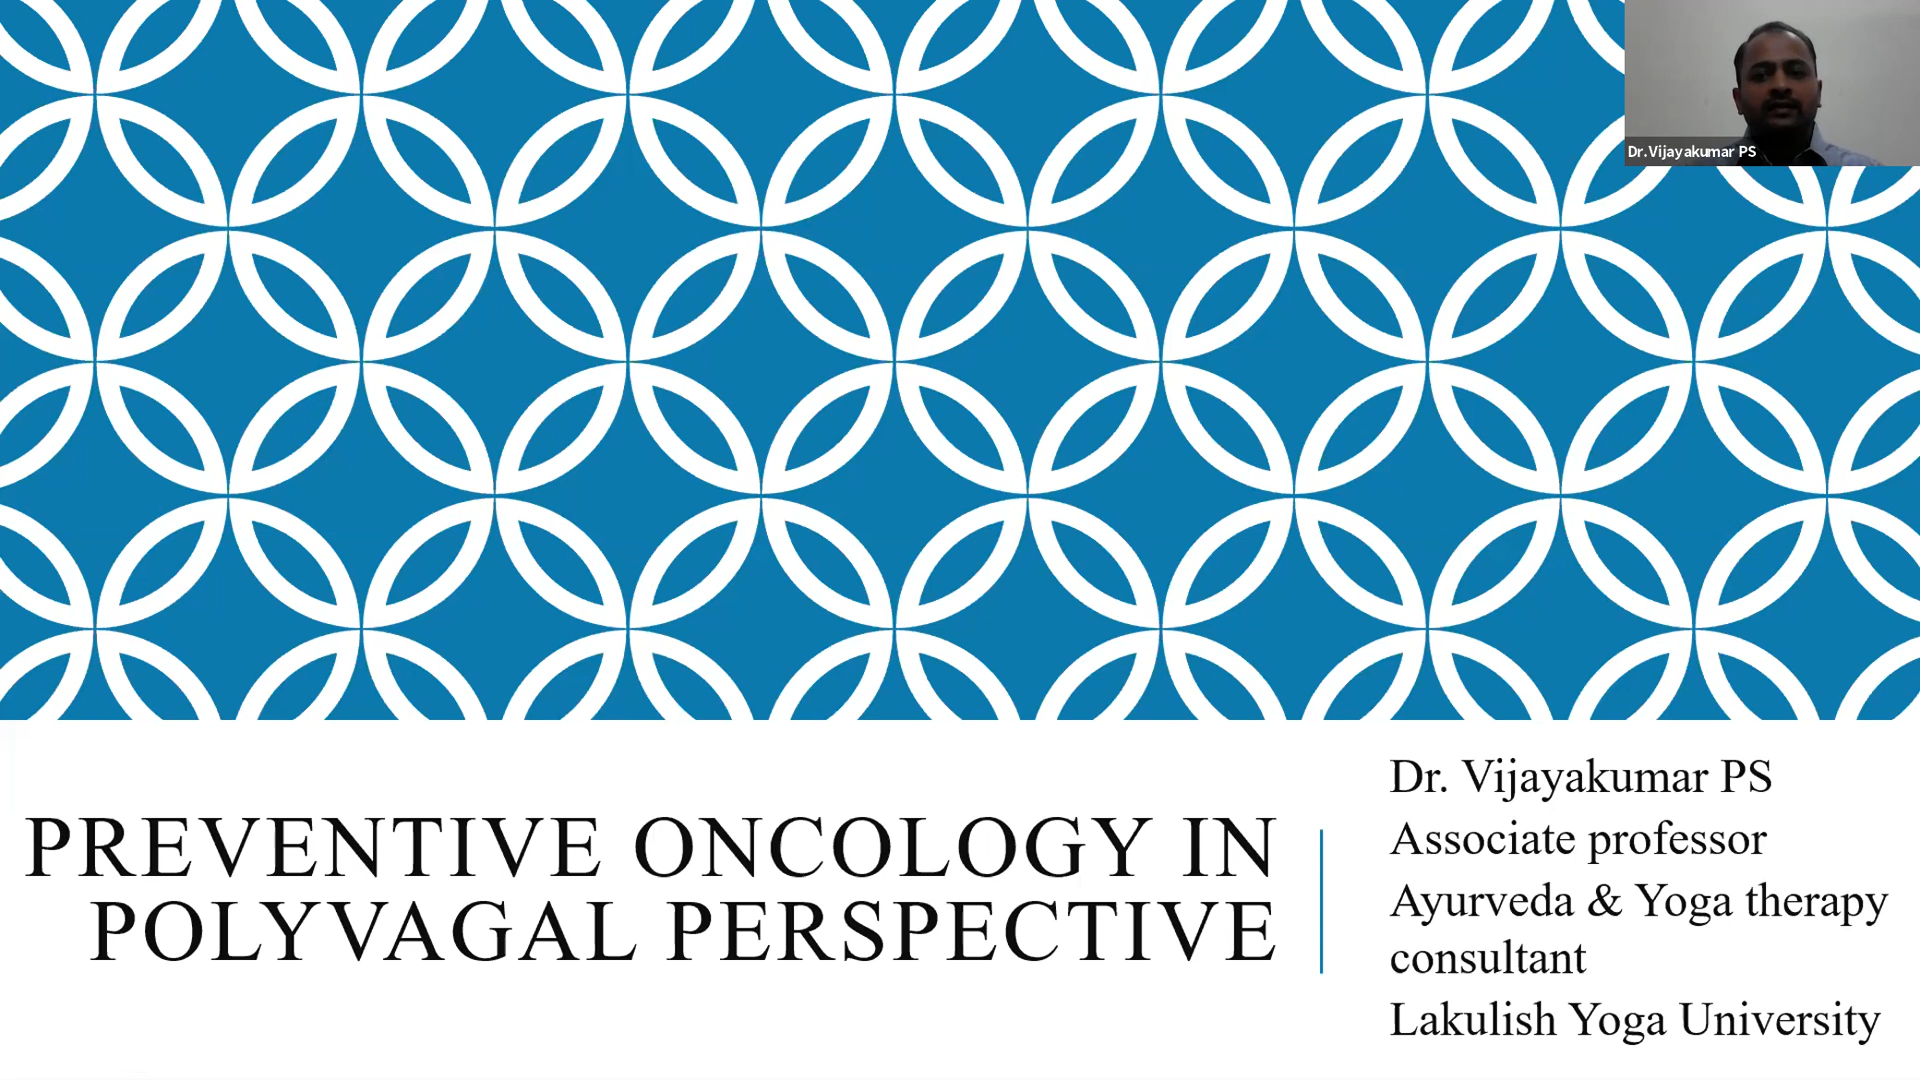 Dr.Vijayakumar PS
PREVENTIVE ONCOLOGY IN
POLYVAGAL PERSPECTIVE
Dr. Vijayakumar PS
Associate professor
Ayurveda & Yoga therapy
consultant
Lakulish Yoga University